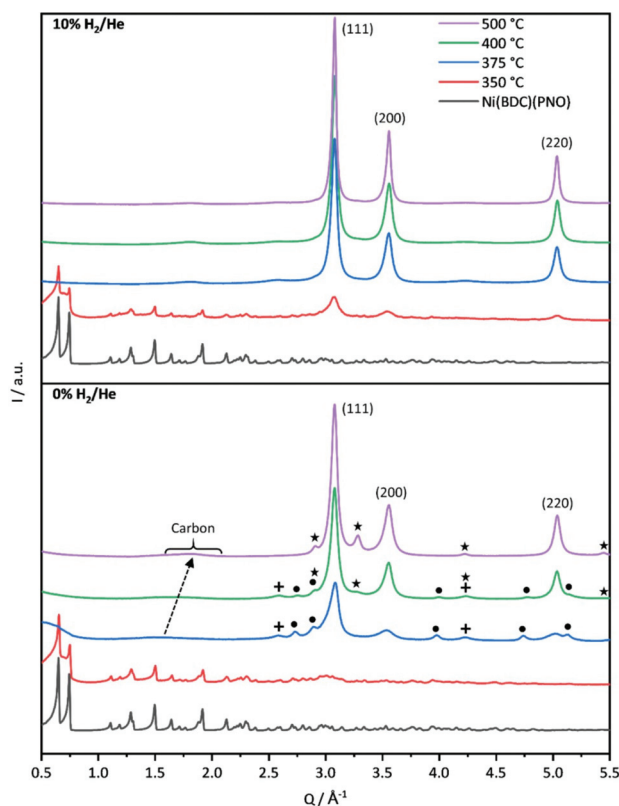 10% H₂/He
(111)
500 °C
400 °C
375 °C
350 °C
Ni(BDC)(PNO)
(200)
(220)
I / a.u.
0% H₂/He
(111)
(200)
(220)
Carbon
0.5 1.0 1.5 2.0 2.5 3.0 3.5 4.0 4.5 5.0 5.5
Q / Å⁻¹